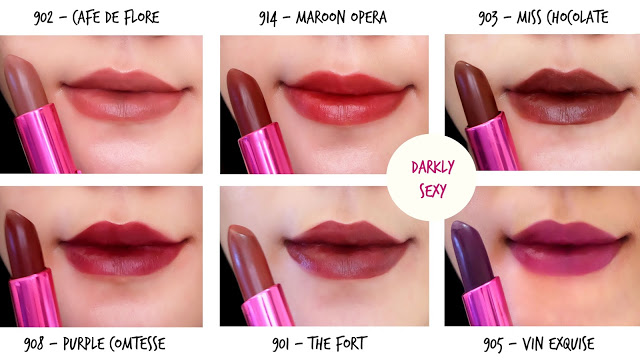 902 - CAFE DE FLORE
914 - MAROON OPERA
903 - MISS CHOCOLATE
DARKLY
SEXY
908 - PURPLE COMTESSE
901 - THE FORT
905 - VIN EXQUISE